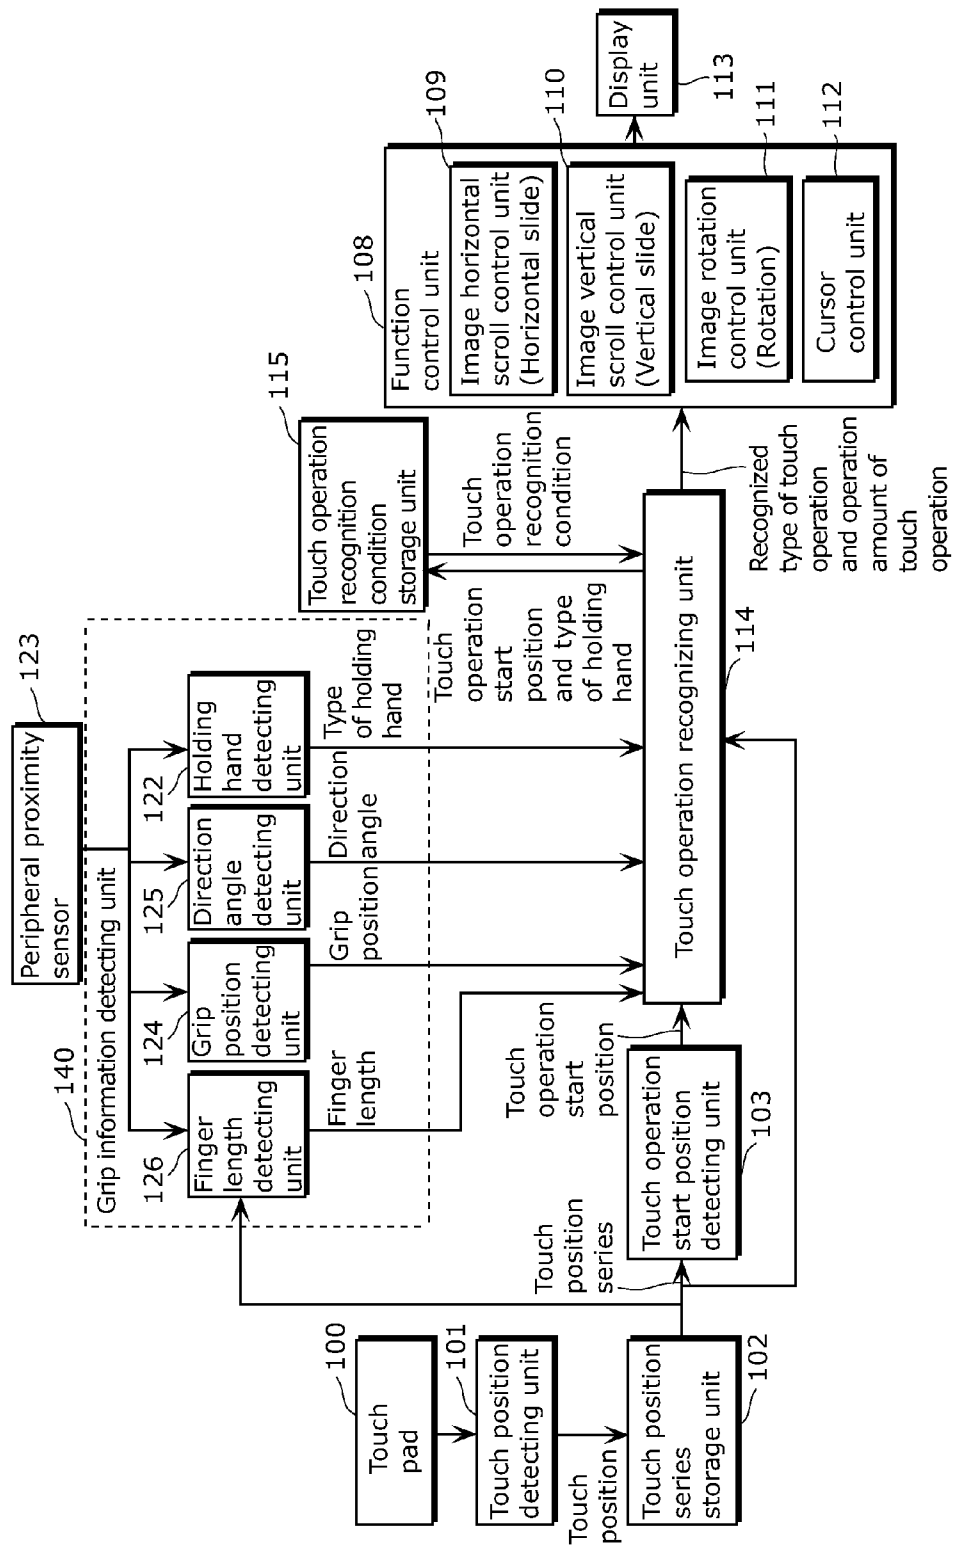 123
Peripheral proximity
sensor
140
Grip information detecting unit
126
Finger
length
detecting
unit
124
Grip
position
detecting
unit
125
Direction
angle
detecting
unit
122
Holding
hand
detecting
unit
Finger
length
Grip
position
Direction
angle
Type
of holding
hand
115
Touch operation
recognition
condition
storage unit
Touch
operation
start
position
and type
of holding
hand
Touch
operation
recognition
condition
100
Touch
pad
101
Touch position
detecting unit
Touch
position
Touch position
series
storage unit
102
Touch
position
series
Touch operation
start position
detecting unit
103
Touch
operation
start
position
Touch operation recognizing unit
114
Recognized
type of touch
operation
and operation
amount of
touch
operation
108
Function
control unit
109
Image horizontal
scroll control unit
(Horizontal slide)
110
Image vertical
scroll control unit
(Vertical slide)
111
Image rotation
control unit
(Rotation)
112
Cursor
control unit
Display
unit
113